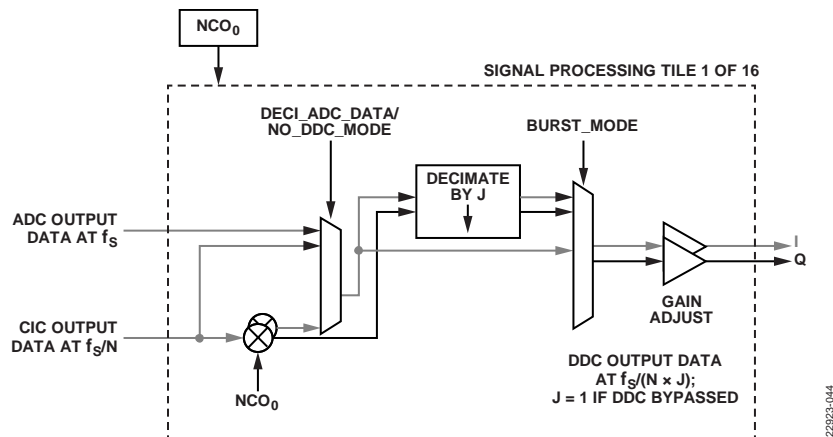 NCO0
SIGNAL PROCESSING TILE 1 OF 16
DECI_ADC_DATA/
NO_DDC_MODE
BURST_MODE
DECIMATE
BY J
ADC OUTPUT
DATA AT fS
I
Q
GAIN
ADJUST
CIC OUTPUT
DATA AT fS/N
NCO0
DDC OUTPUT DATA
AT fS/(N × J);
J = 1 IF DDC BYPASSED
22923-044